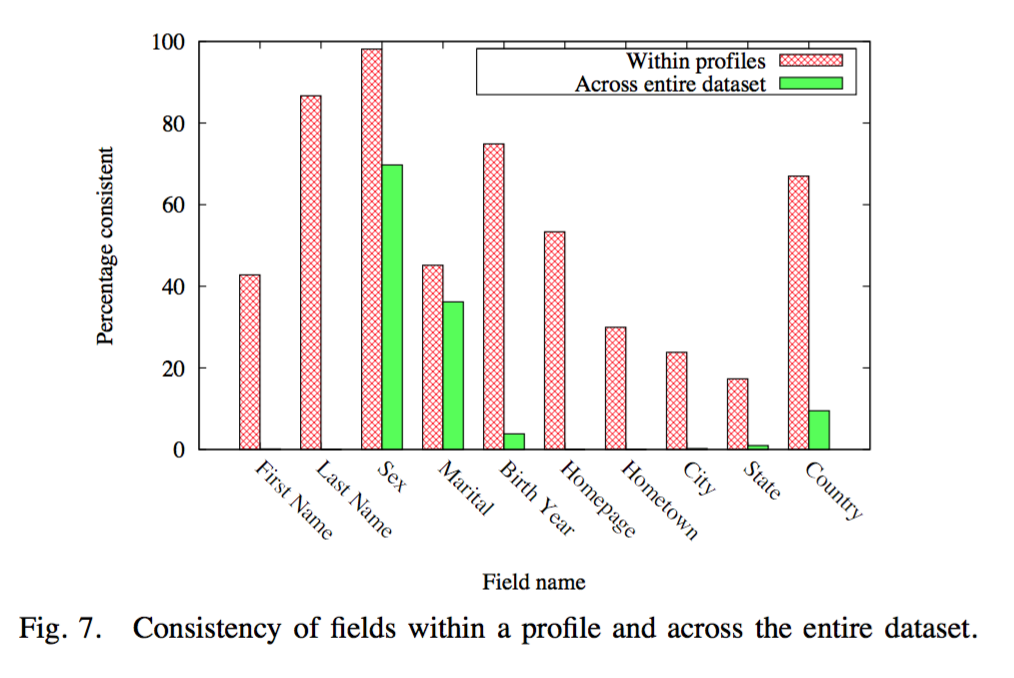 100
80
60
40
20
0
Percentage consistent
Within profiles
Across entire dataset
First Name
Last Name
Sex
Marital
Birth Year
Homepage
Hometown
City
State
Country
Field name
Fig. 7. Consistency of fields within a profile and across the entire dataset.